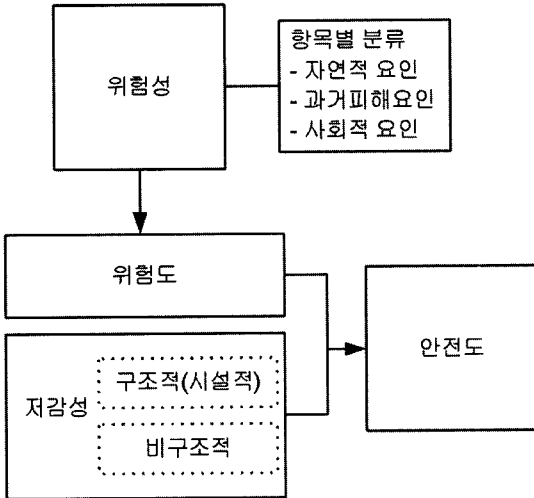 위험성
항목별 분류
- 자연적 요인
- 과거피해요인
- 사회적 요인
위험도
안전도
저감성
구조적(시설적)
비구조적